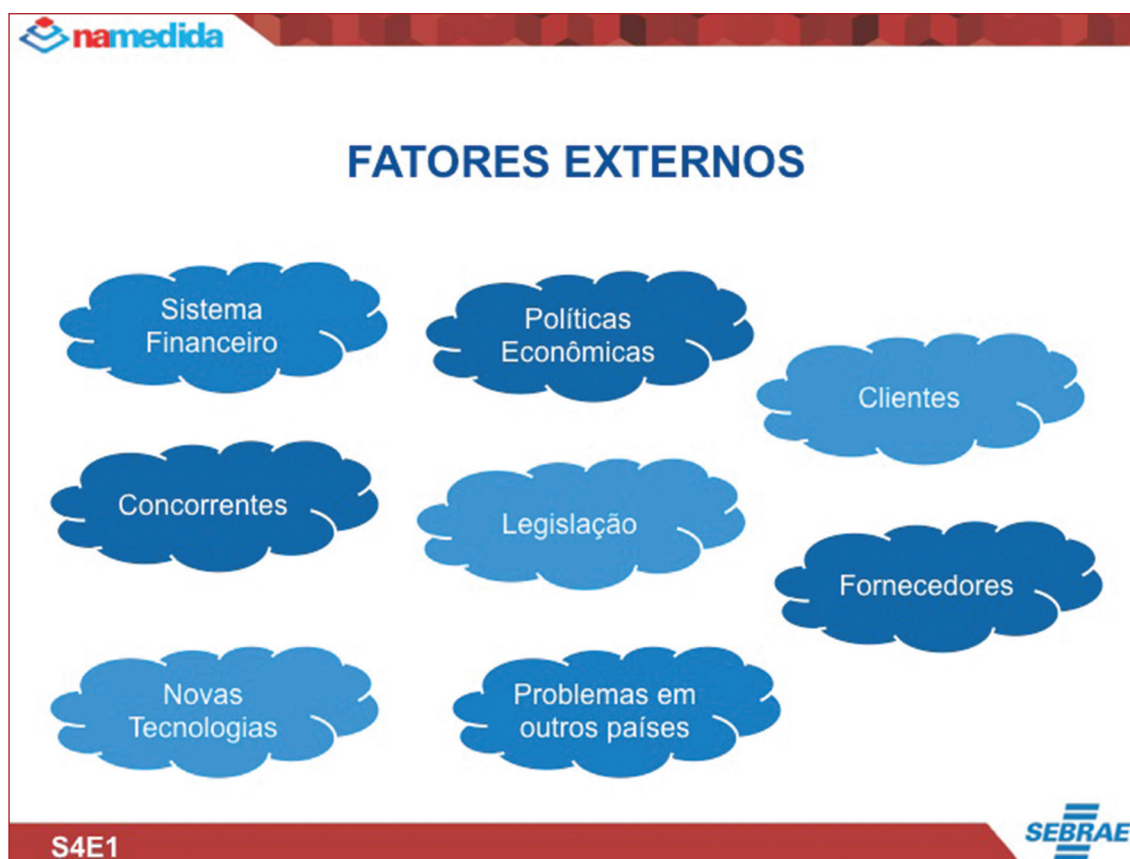 namedida
FATORES EXTERNOS
Sistema
Financeiro
Políticas
Econômicas
Clientes
Concorrentes
Legislação
Fornecedores
Novas
Tecnologias
Problemas em
outros países
S4E1
SEBRAE